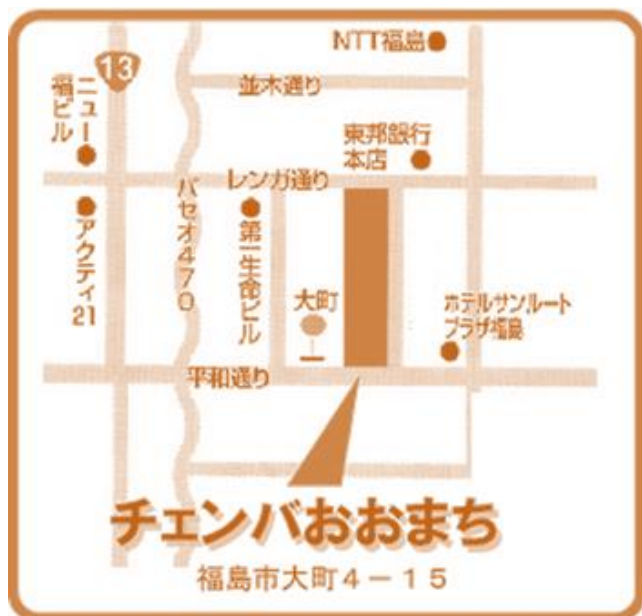 NTT福島
13
並木通り
ニュー
福ビル
東邦銀行
本店
レンガ通り
パセオ470
アクティ
21
第一生命ビル
大町
ホテルサンルート
プラザ福島
平和通り
チェンバおおまち
福島市大町4-15